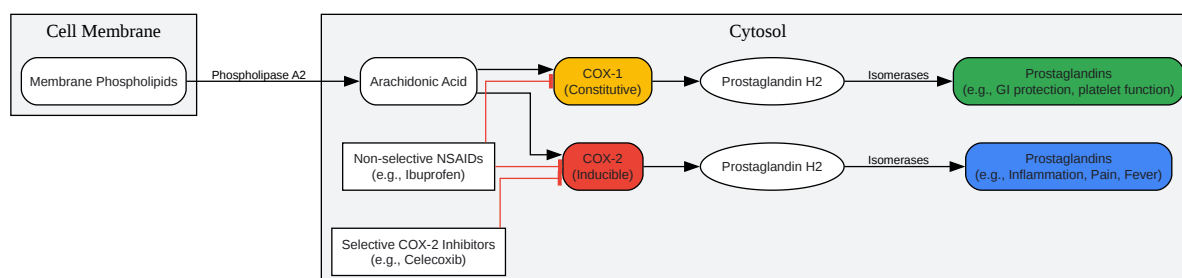 Cell Membrane
Cytosol
Membrane Phospholipids
Phospholipase A2
Arachidonic Acid
COX-1
(Constitutive)
Prostaglandin H2
Isomerases
Prostaglandins
(e.g., GI protection, platelet function)
Non-selective NSAIDs
(e.g., Ibuprofen)
COX-2
(Inducible)
Prostaglandin H2
Isomerases
Prostaglandins
(e.g., Inflammation, Pain, Fever)
Selective COX-2 Inhibitors
(e.g., Celecoxib)